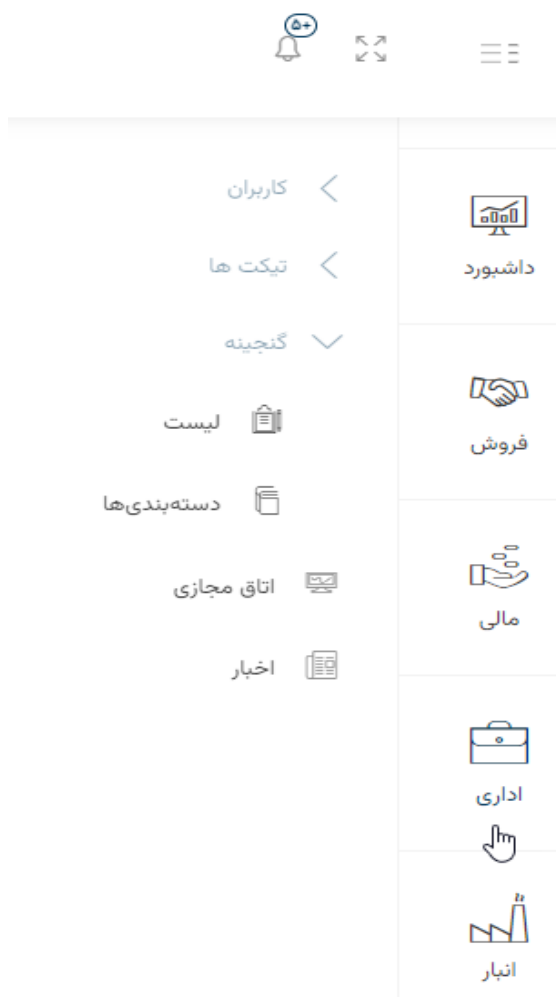 +۵
داشبورد
فروش
مالی
اداری
انبار
کاربران
تیکت ها
گنجینه
لیست
دسته‌بندی‌ها
اتاق مجازی
اخبار